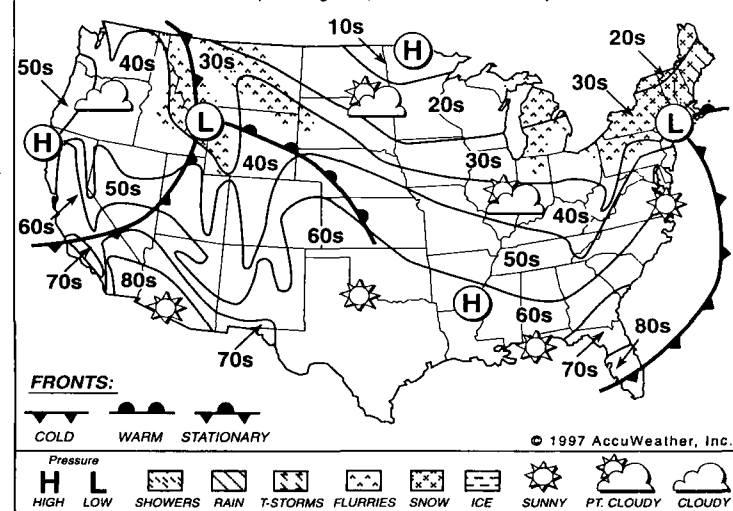 10s
H
20s
50s
40s
30s
20s
30s
H
L
L
20s
40s
30s
50s
40s
60s
60s
50s
70s
80s
H
60s
70s
80s
70s
FRONTS:
COLD WARM STATIONARY
© 1997 AccuWeather, Inc.
Pressure
H L
HIGH LOW SHOWERS RAIN T-STORMS FLURRIES SNOW ICE SUNNY PT. CLOUDY CLOUDY